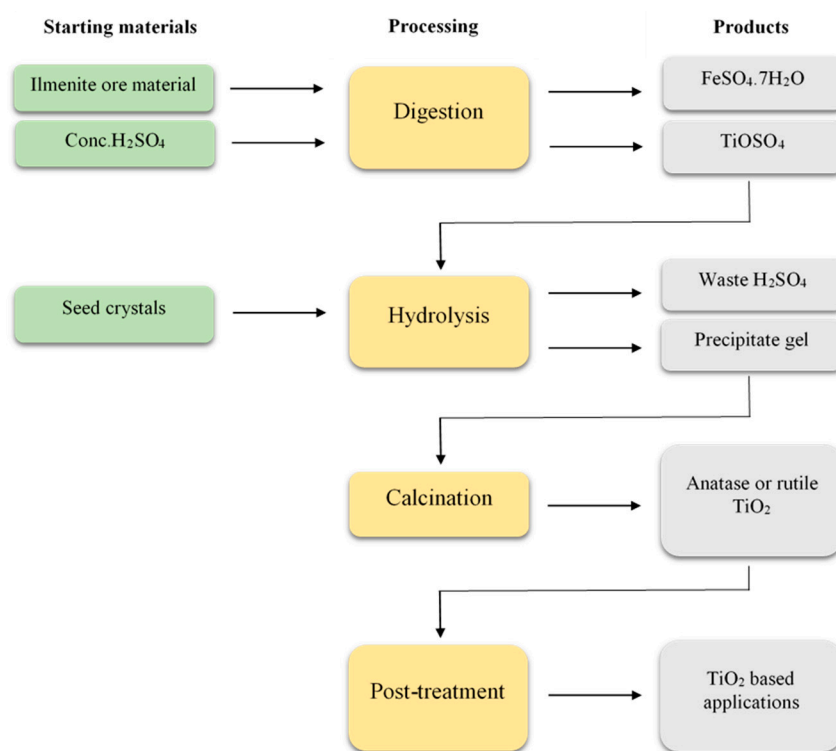 Starting materials
Processing
Products
Ilmenite ore material
Conc.H₂SO₄
Digestion
FeSO₄.7H₂O
TiOSO₄
Seed crystals
Hydrolysis
Waste H₂SO₄
Precipitate gel
Calcination
Anatase or rutile
TiO₂
Post-treatment
TiO₂ based
applications